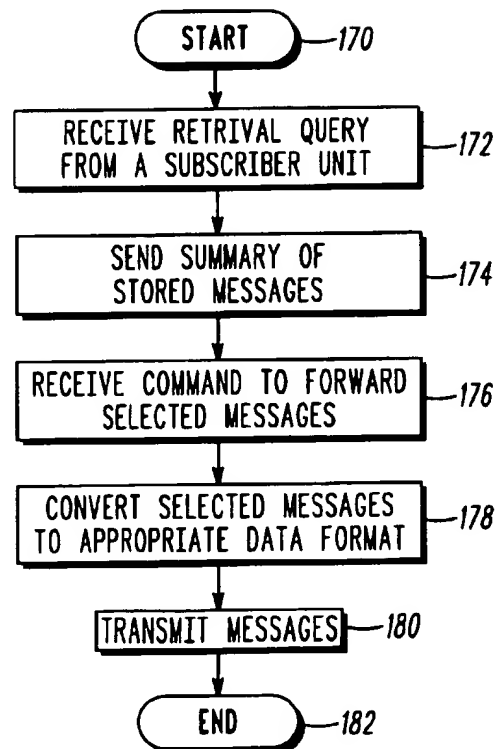 START 170
RECEIVE RETRIVAL QUERY
FROM A SUBSCRIBER UNIT
172
SEND SUMMARY OF
STORED MESSAGES
174
RECEIVE COMMAND TO FORWARD
SELECTED MESSAGES
176
CONVERT SELECTED MESSAGES
TO APPROPRIATE DATA FORMAT
178
TRANSMIT MESSAGES 180
END 182